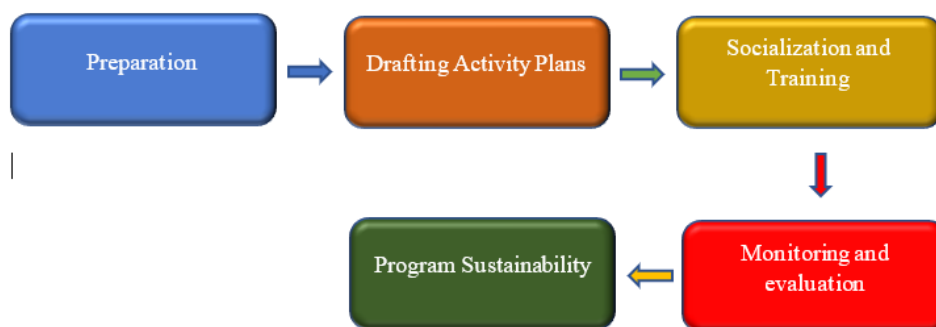 Preparation
Drafting Activity Plans
Socialization and
Training
Monitoring and
evaluation
Program Sustainability